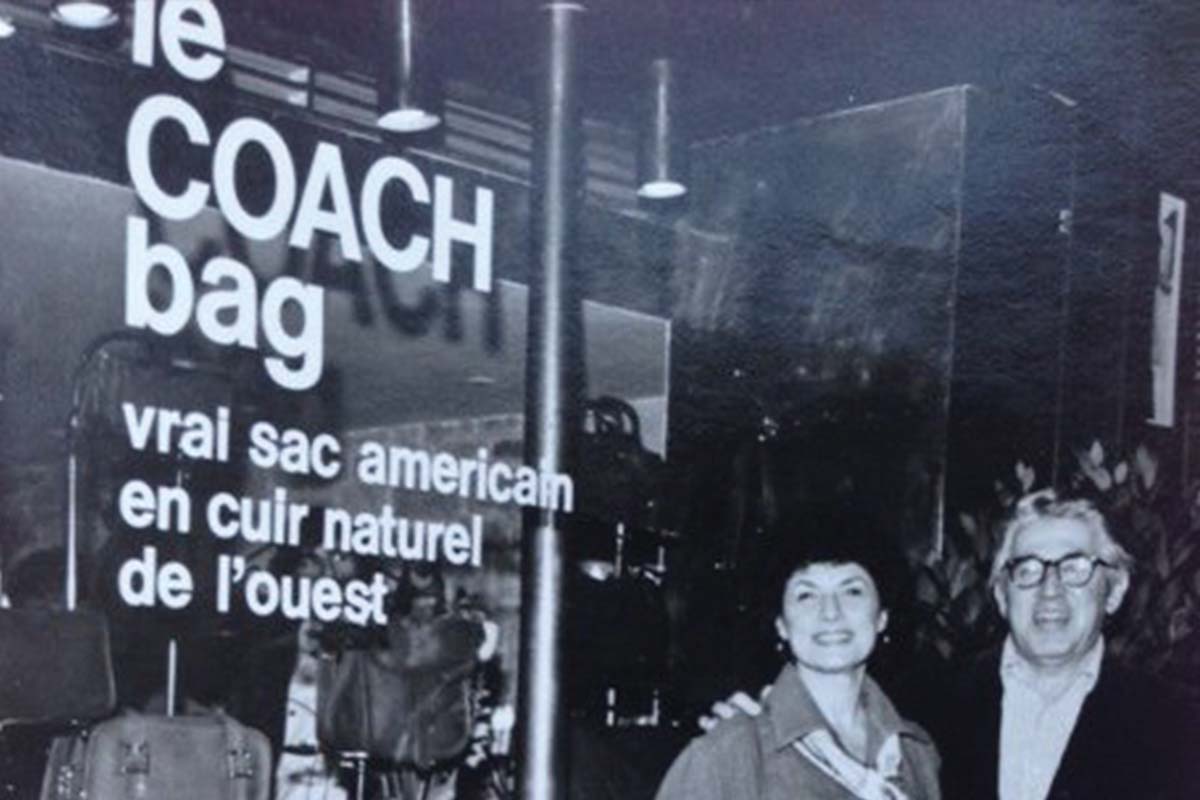 le
COACH
bag
vrai sac americain
en cuir naturel
de l'ouest